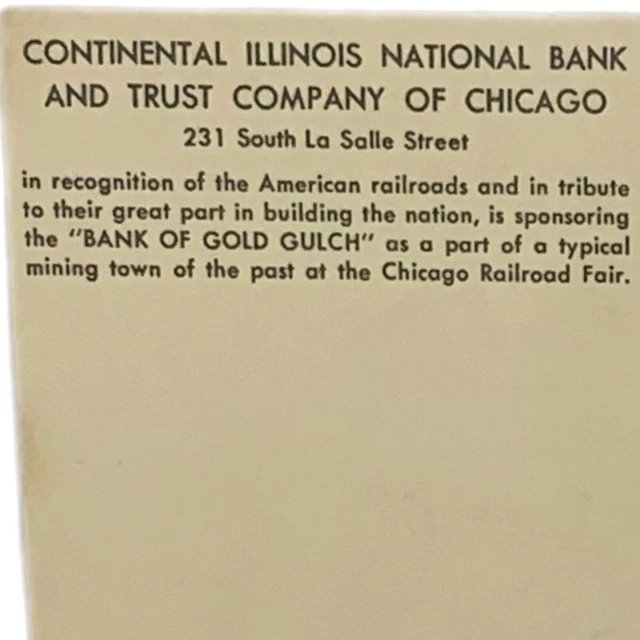 CONTINENTAL ILLINOIS NATIONAL BANK
AND TRUST COMPANY OF CHICAGO
231 South La Salle Street
in recognition of the American railroads and in tribute
to their great part in building the nation, is sponsoring
the "BANK OF GOLD GULCH" as a part of a typical
mining town of the past at the Chicago Railroad Fair.